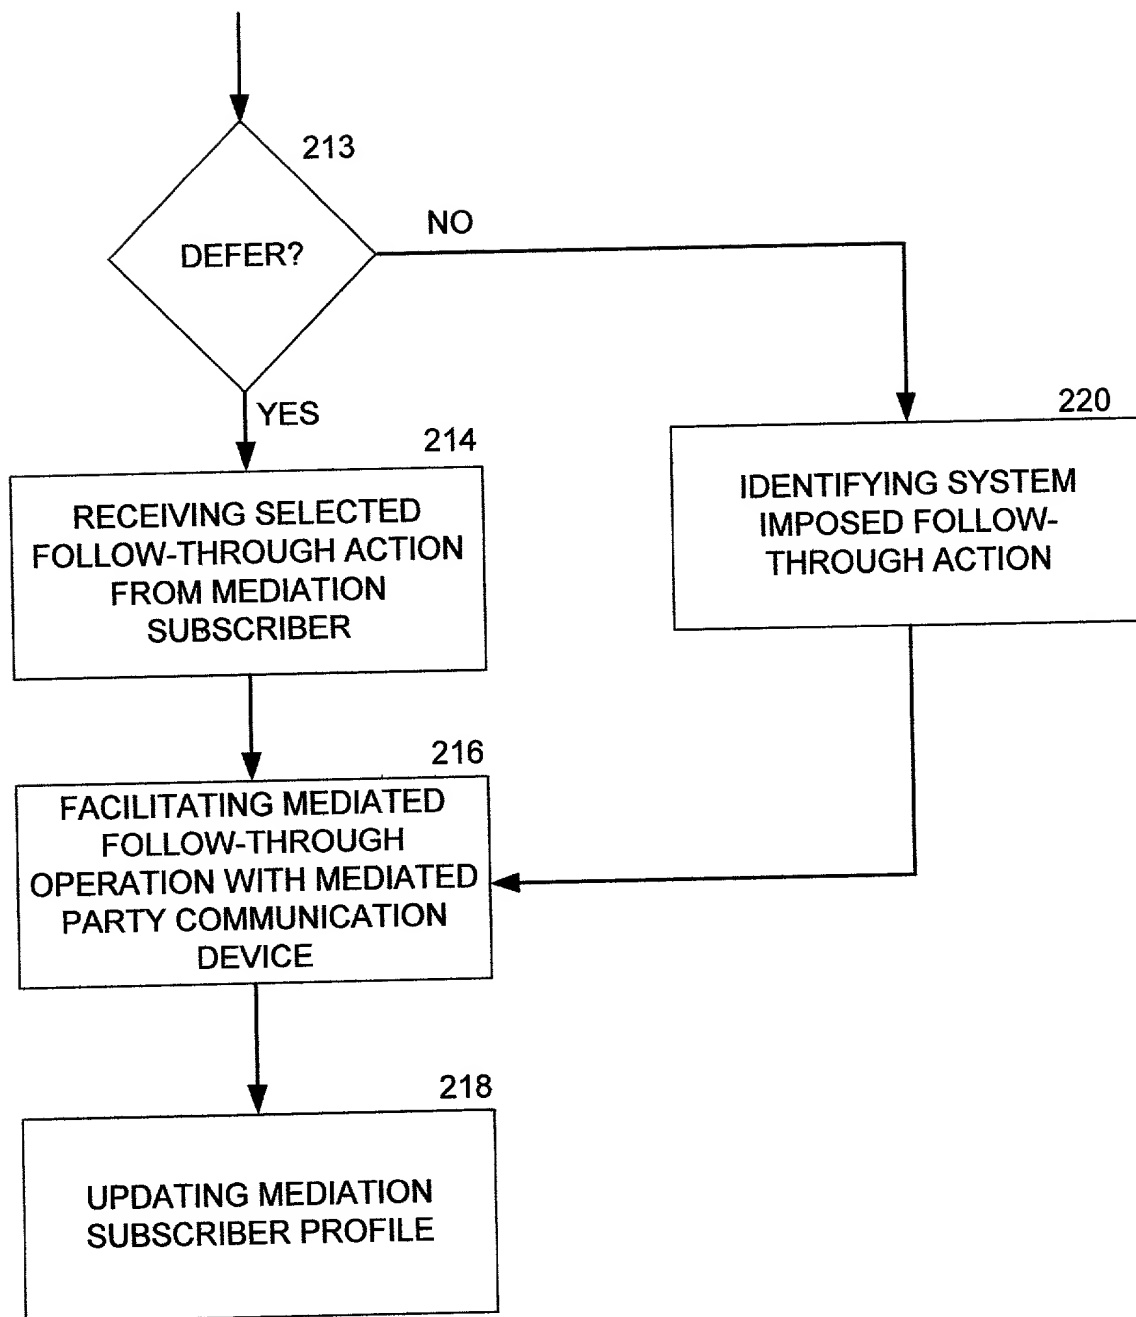 213
DEFER?
NO
YES
214
RECEIVING SELECTED
FOLLOW-THROUGH ACTION
FROM MEDIATION
SUBSCRIBER
220
IDENTIFYING SYSTEM
IMPOSED FOLLOW-
THROUGH ACTION
216
FACILITATING MEDIATED
FOLLOW-THROUGH
OPERATION WITH MEDIATED
PARTY COMMUNICATION
DEVICE
218
UPDATING MEDIATION
SUBSCRIBER PROFILE